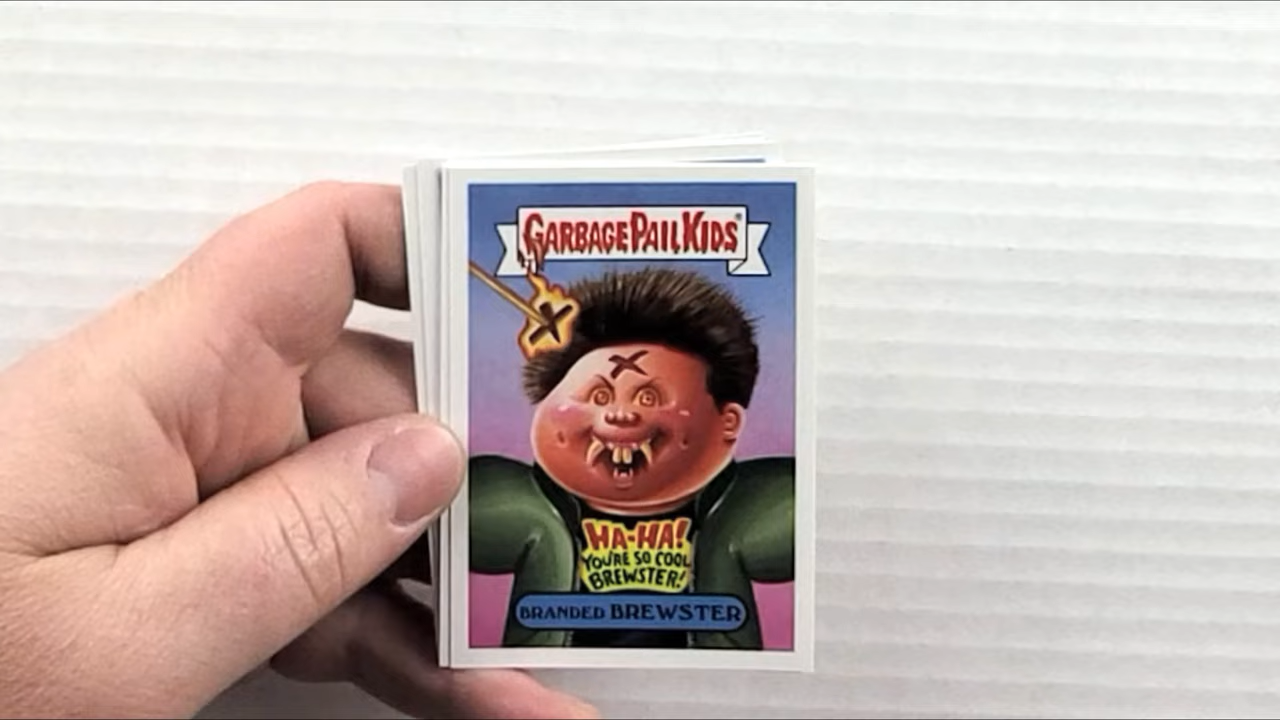 GARBAGE PAIL KIDS®
HA-HA!
YOU'RE SO COOL
BREWSTER!
BRANDED BREWSTER